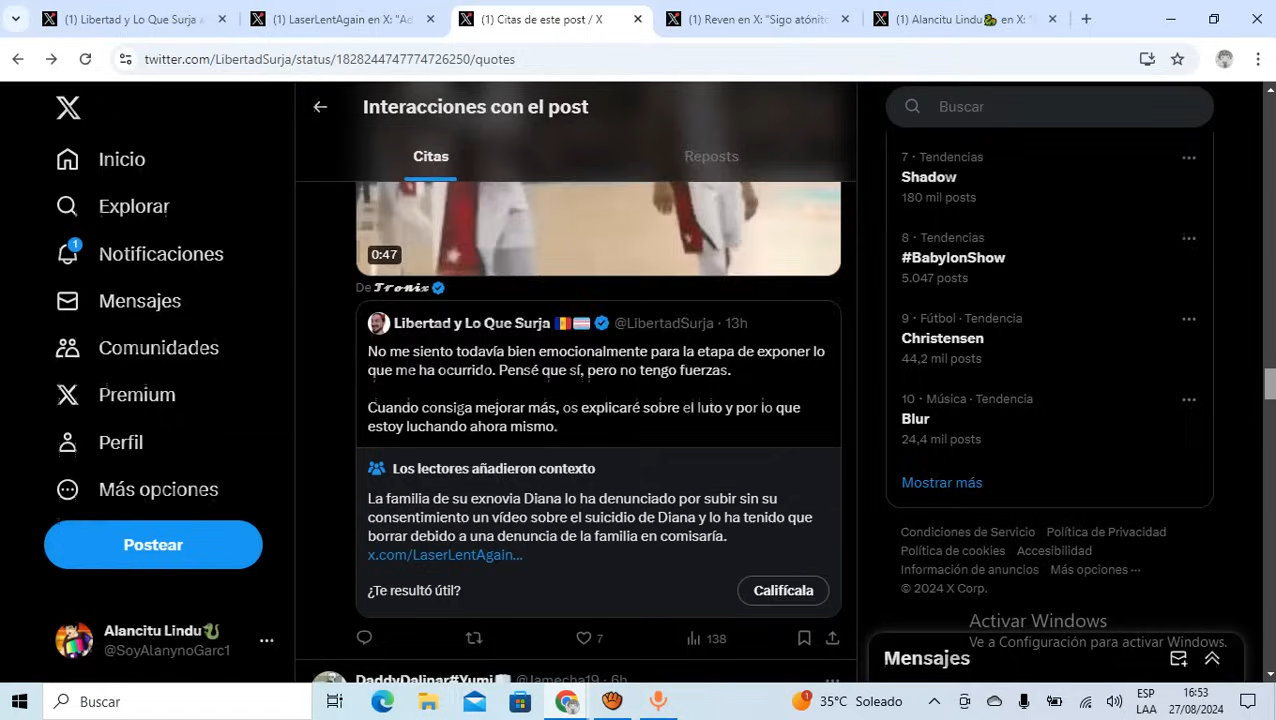 (1) Libertad y Lo Que Surja
(1) LaserLentAgain en X: "Ad
(1) Citas de este post / X
(1) Reven en X: "Sigo atónito
(1) Alancitu Lindu🐉 en X: "
twitter.com/LibertadSurja/status/1828244747774726250/quotes
Inicio
Explorar
1
Notificaciones
Mensajes
Comunidades
Premium
Perfil
Más opciones
Postear
Alancitu Lindu🐉
@SoyAlanynoGarc1
Interacciones con el post
Citas
Reposts
0:47
De Tronix
Libertad y Lo Que Surja @LibertadSurja · 13h
No me siento todavía bien emocionalmente para la etapa de exponer lo
que me ha ocurrido. Pensé que sí, pero no tengo fuerzas.
Cuando consiga mejorar más, os explicaré sobre el luto y por lo que
estoy luchando ahora mismo.
Los lectores añadieron contexto
La familia de su exnovia Diana lo ha denunciado por subir sin su
consentimiento un vídeo sobre el suicidio de Diana y lo ha tenido que
borrar debido a una denuncia de la familia en comisaría.
x.com/LaserLentAgain...
¿Te resultó útil?
Califícala
7
138
DaddyDalinar#Yumi @Jamecha19 · 6h
Buscar
7 · Tendencias
Shadow
180 mil posts
8 · Tendencias
#BabylonShow
5.047 posts
9 · Fútbol · Tendencia
Christensen
44,2 mil posts
10 · Música · Tendencia
Blur
24,4 mil posts
Mostrar más
Condiciones de Servicio Política de Privacidad
Política de cookies Accesibilidad
Información de anuncios Más opciones ···
© 2024 X Corp.
Activar Windows
Ve a Configuración para activar Windows.
Mensajes
Buscar
1
35°C Soleado
ESP
LAA
16:53
27/08/2024